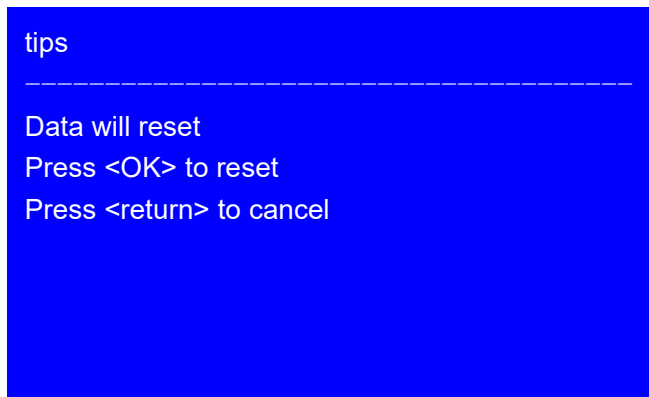 tips
Data will reset
Press <OK> to reset
Press <return> to cancel